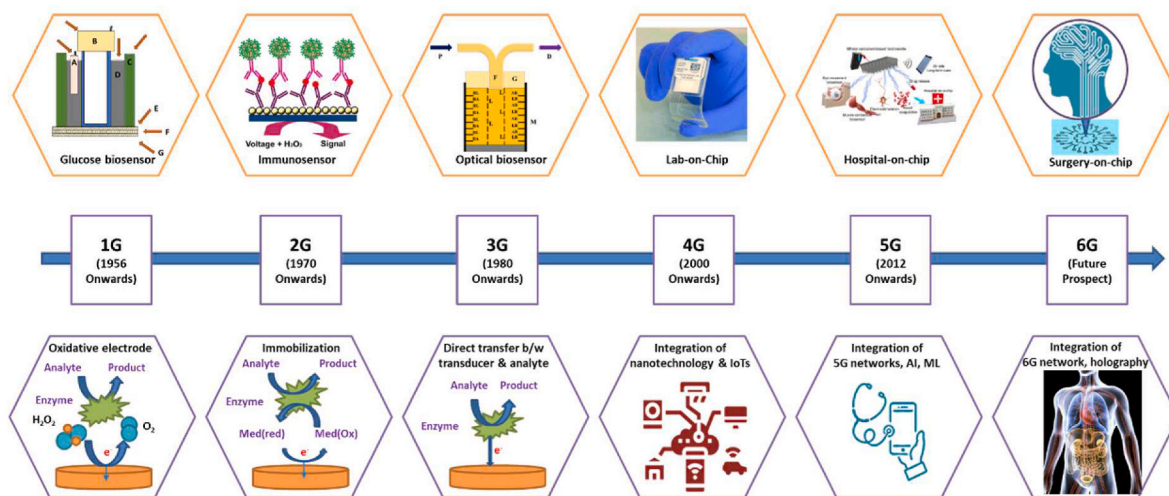 A
B
C
D
E
F
G
Glucose biosensor
Voltage + H₂O₂
Signal
Immunosensor
P
D
F
G
L
L
L
M
Optical biosensor
Lab-on-Chip
Hospital-on-chip
Surgery-on-chip
1G
(1956
Onwards)
2G
(1970
Onwards)
3G
(1980
Onwards)
4G
(2000
Onwards)
5G
(2012
Onwards)
6G
(Future
Prospect)
Oxidative electrode
Analyte
Product
Enzyme
H₂O₂
O₂
e⁻
Immobilization
Analyte
Product
Enzyme
Med(red)
Med(Ox)
e⁻
Direct transfer b/w
transducer & analyte
Analyte
Product
Enzyme
e⁻
Integration of
nanotechnology & IoTs
Integration of
5G networks, AI, ML
Integration of
6G network, holography